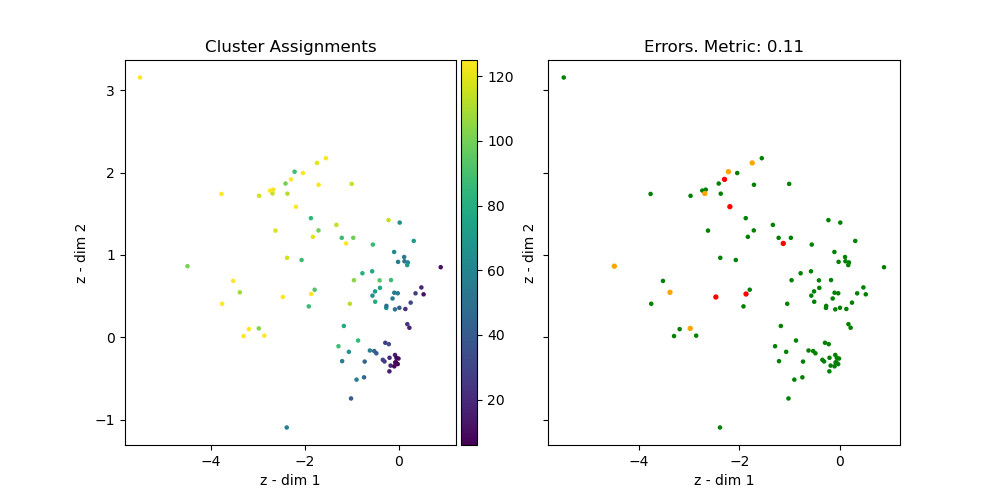 Cluster Assignments
Errors. Metric: 0.11
3
2
1
0
−1
z - dim 2
−4
−2
0
z - dim 1
120
100
80
60
40
20
z - dim 2
−4
−2
0
z - dim 1